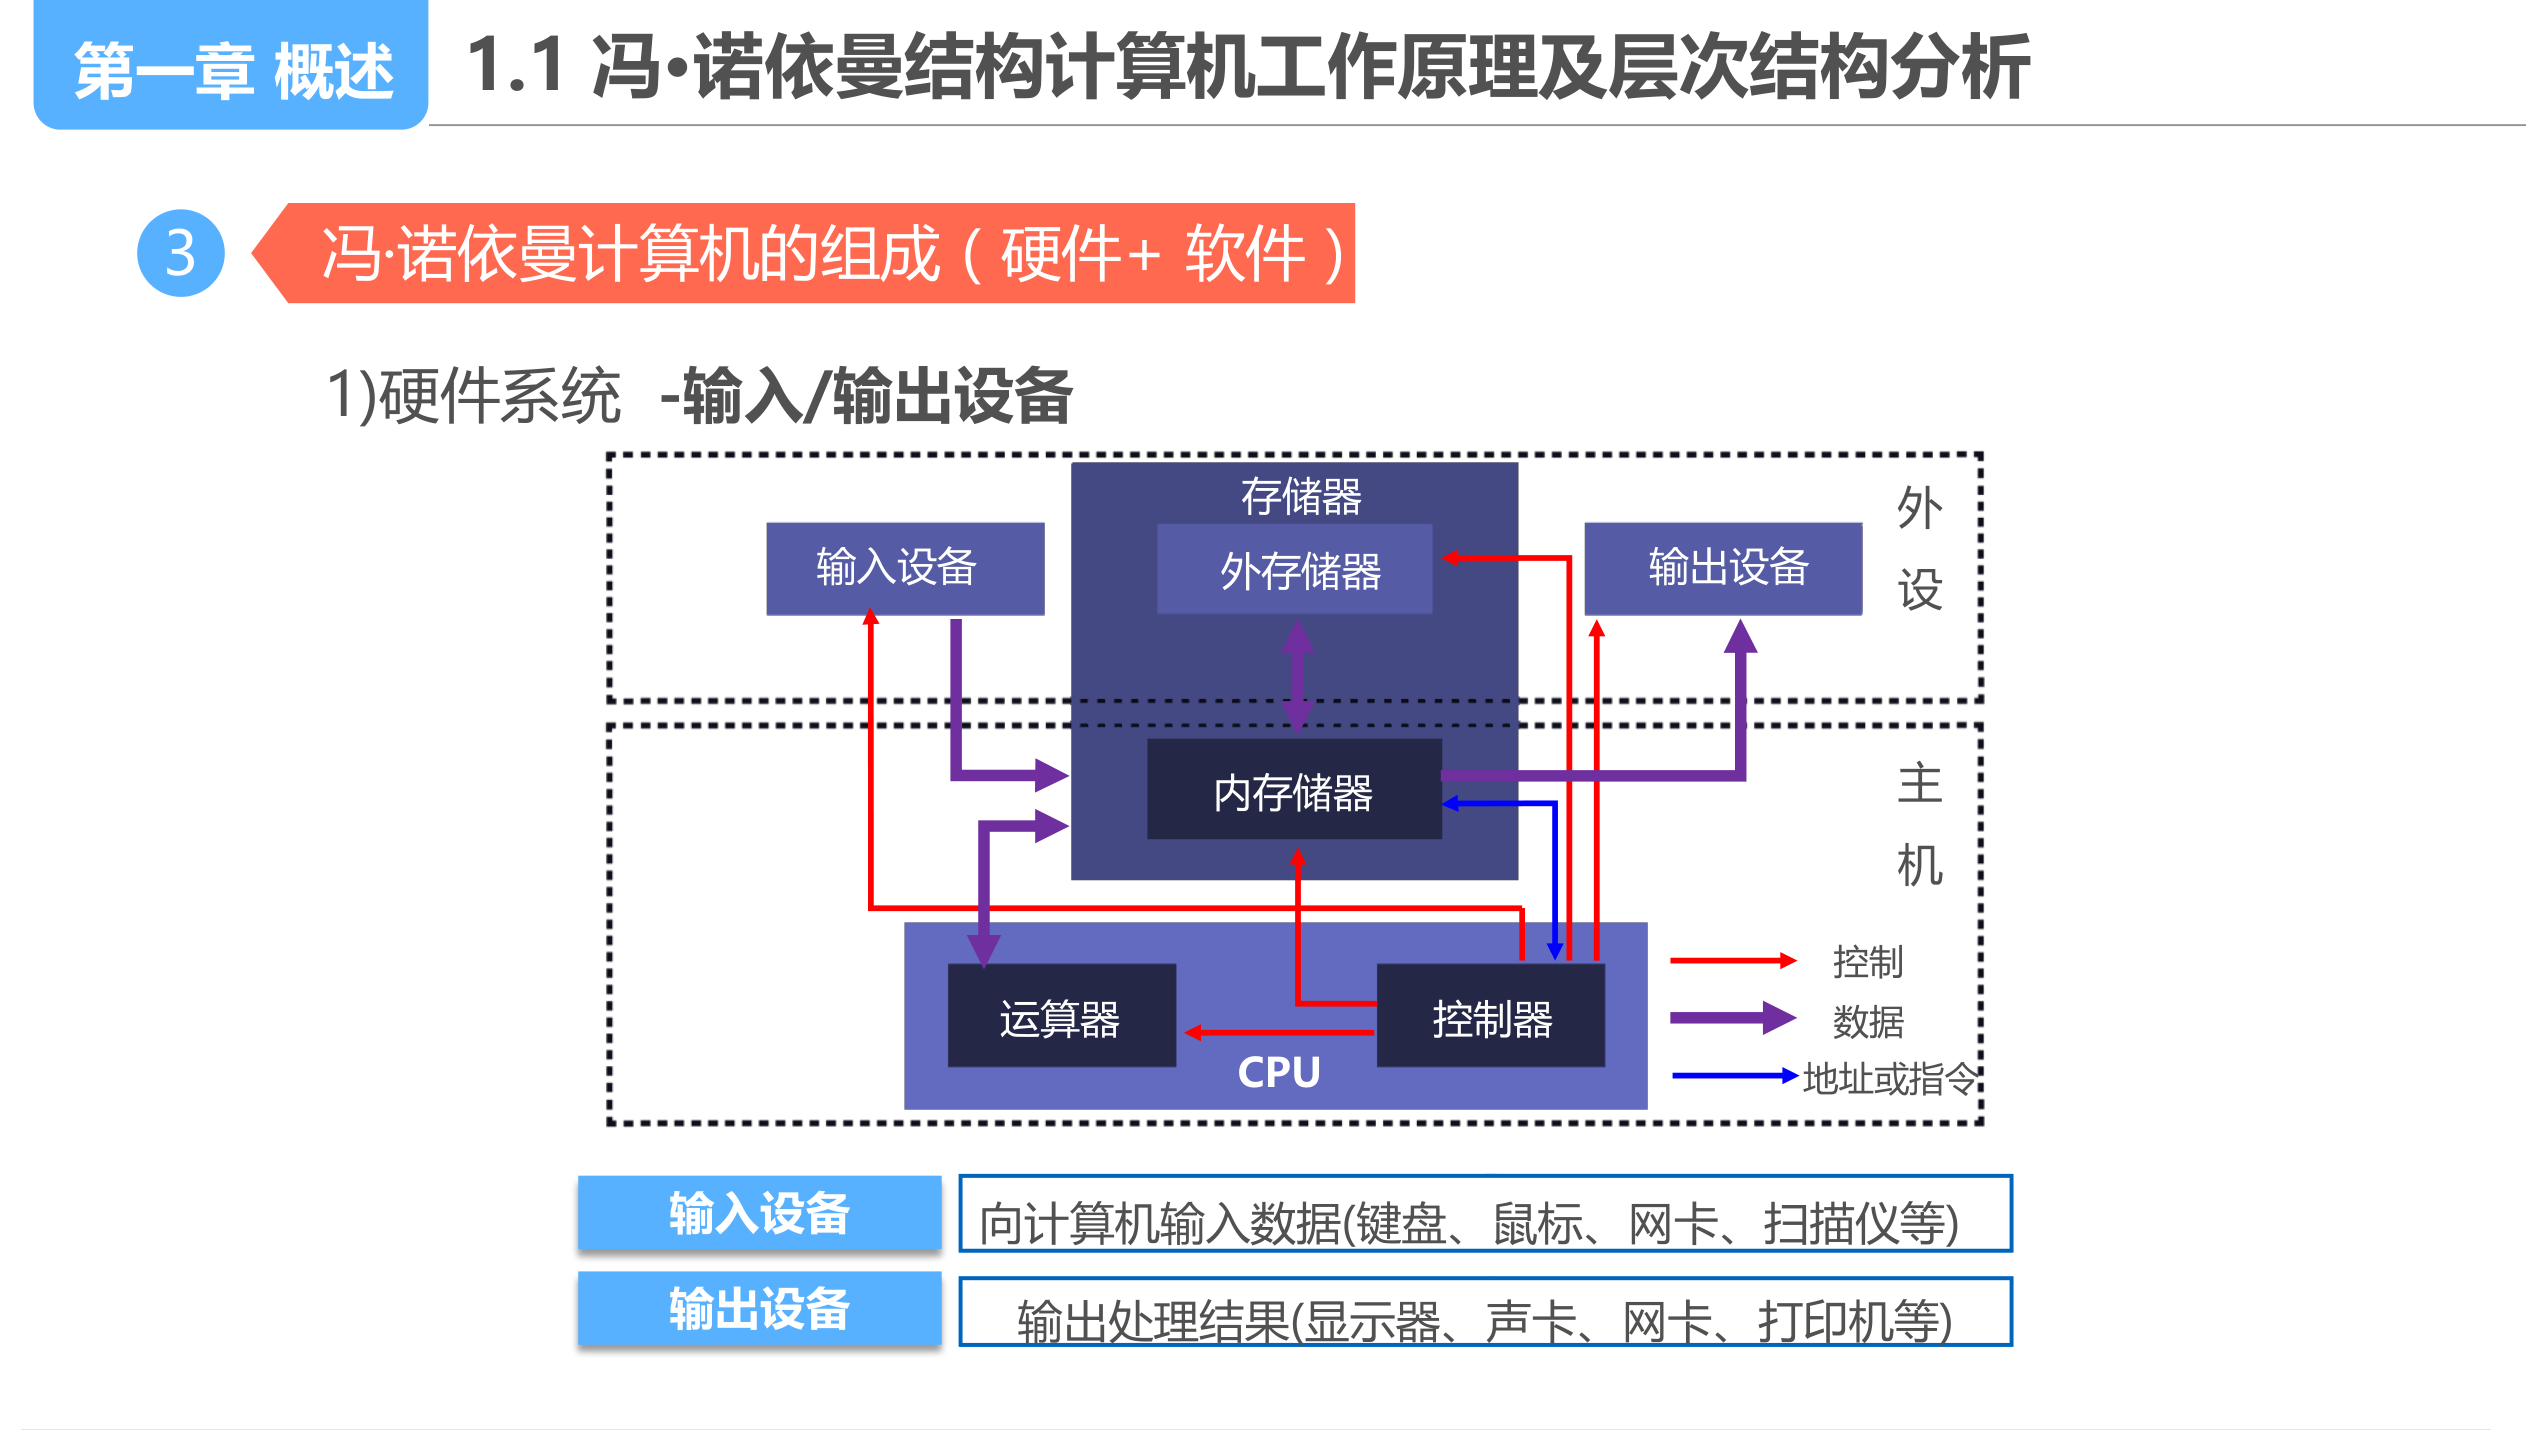 第一章 概述
1.1 冯•诺依曼结构计算机工作原理及层次结构分析
3
冯·诺依曼计算机的组成（硬件+ 软件）
1)硬件系统 -输入/输出设备
存储器
外
设
输入设备
外存储器
输出设备
内存储器
主
机
控制
数据
地址或指令
运算器
控制器
CPU
输入设备
向计算机输入数据(键盘、鼠标、网卡、扫描仪等)
输出设备
输出处理结果(显示器、声卡、网卡、打印机等)